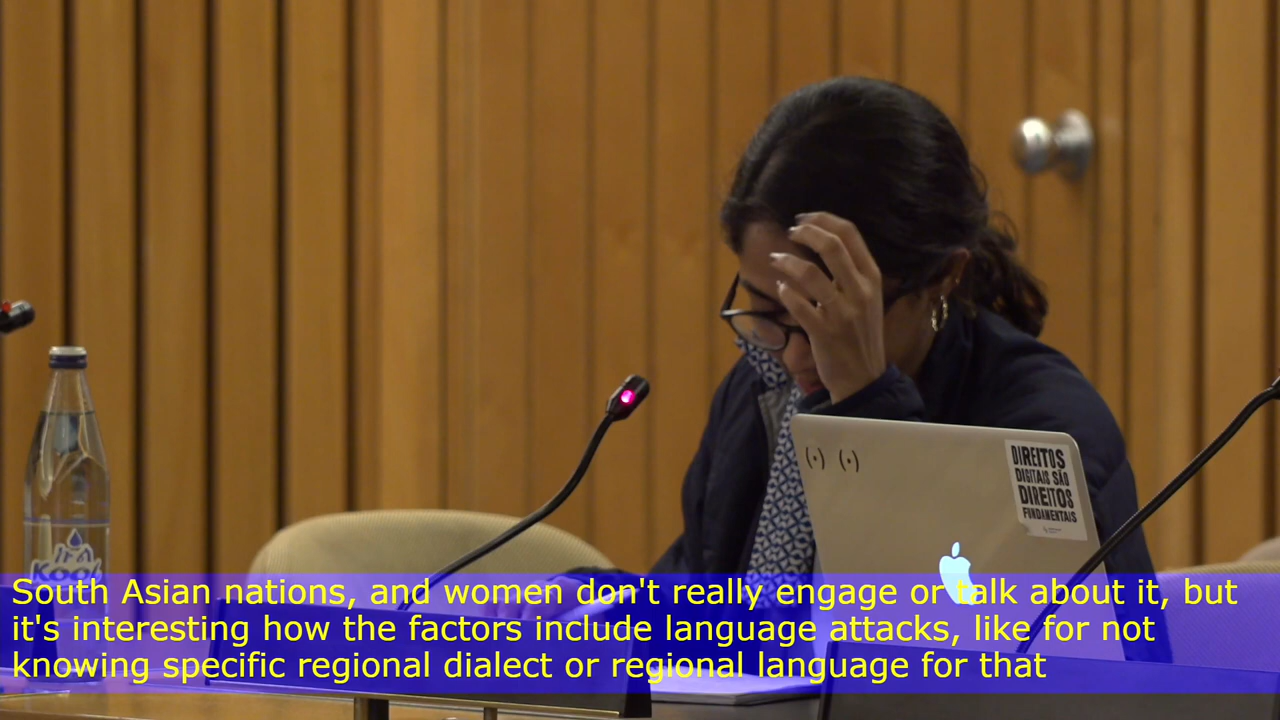 DIREITOS
DIGITAIS SÃO
DIREITOS
FUNDAMENTAIS
South Asian nations, and women don't really engage or talk about it, but
it's interesting how the factors include language attacks, like for not
knowing specific regional dialect or regional language for that